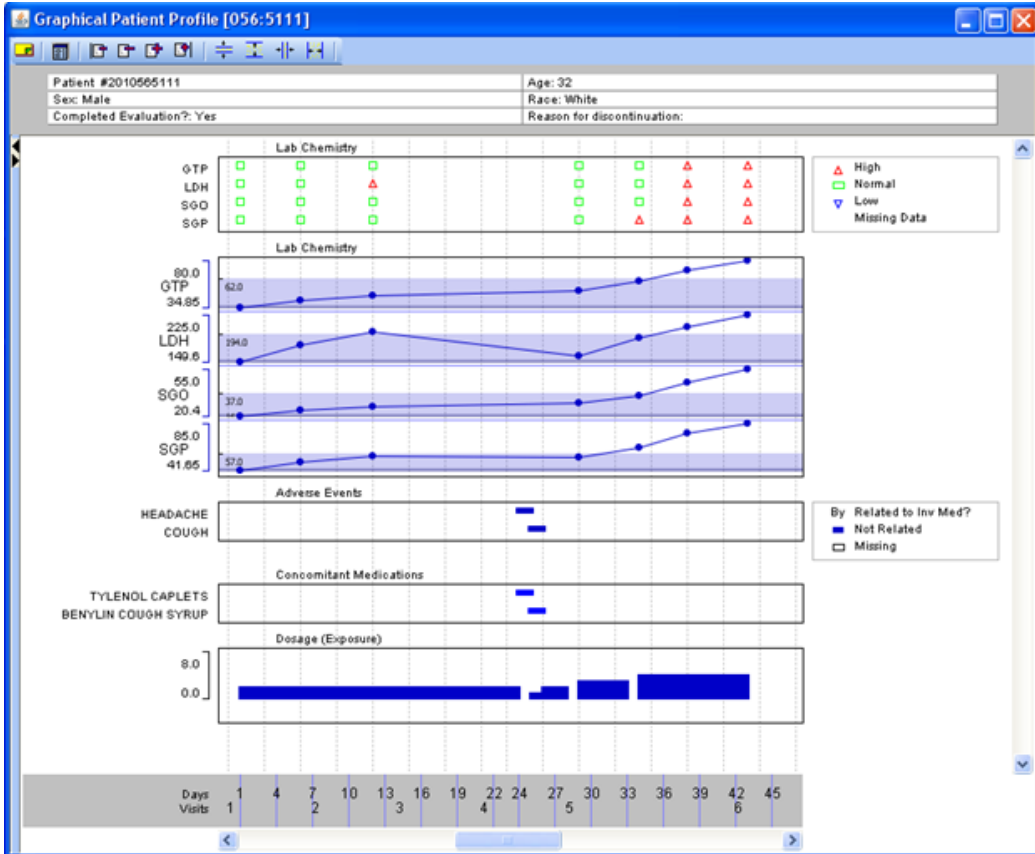 Graphical Patient Profile [056:5111]
Patient #2010565111 Age: 32
Sex: Male Race: White
Completed Evaluation?: Yes Reason for discontinuation:
Lab Chemistry
GTP
LDH
SGO
SGP
High
Normal
Low
Missing Data
Lab Chemistry
80.0
GTP 62.0
34.85
225.0
LDH 194.0
149.6
55.0
SGO 37.0
20.4
85.0
SGP 57.0
41.65
Adverse Events
HEADACHE
COUGH
By Related to Inv Med?
Not Related
Missing
Concomitant Medications
TYLENOL CAPLETS
BENYLIN COUGH SYRUP
Dosage (Exposure)
8.0
0.0
Days 1 4 7 10 13 16 19 22 24 27 30 33 36 39 42 45
Visits 1 2 3 4 5 6